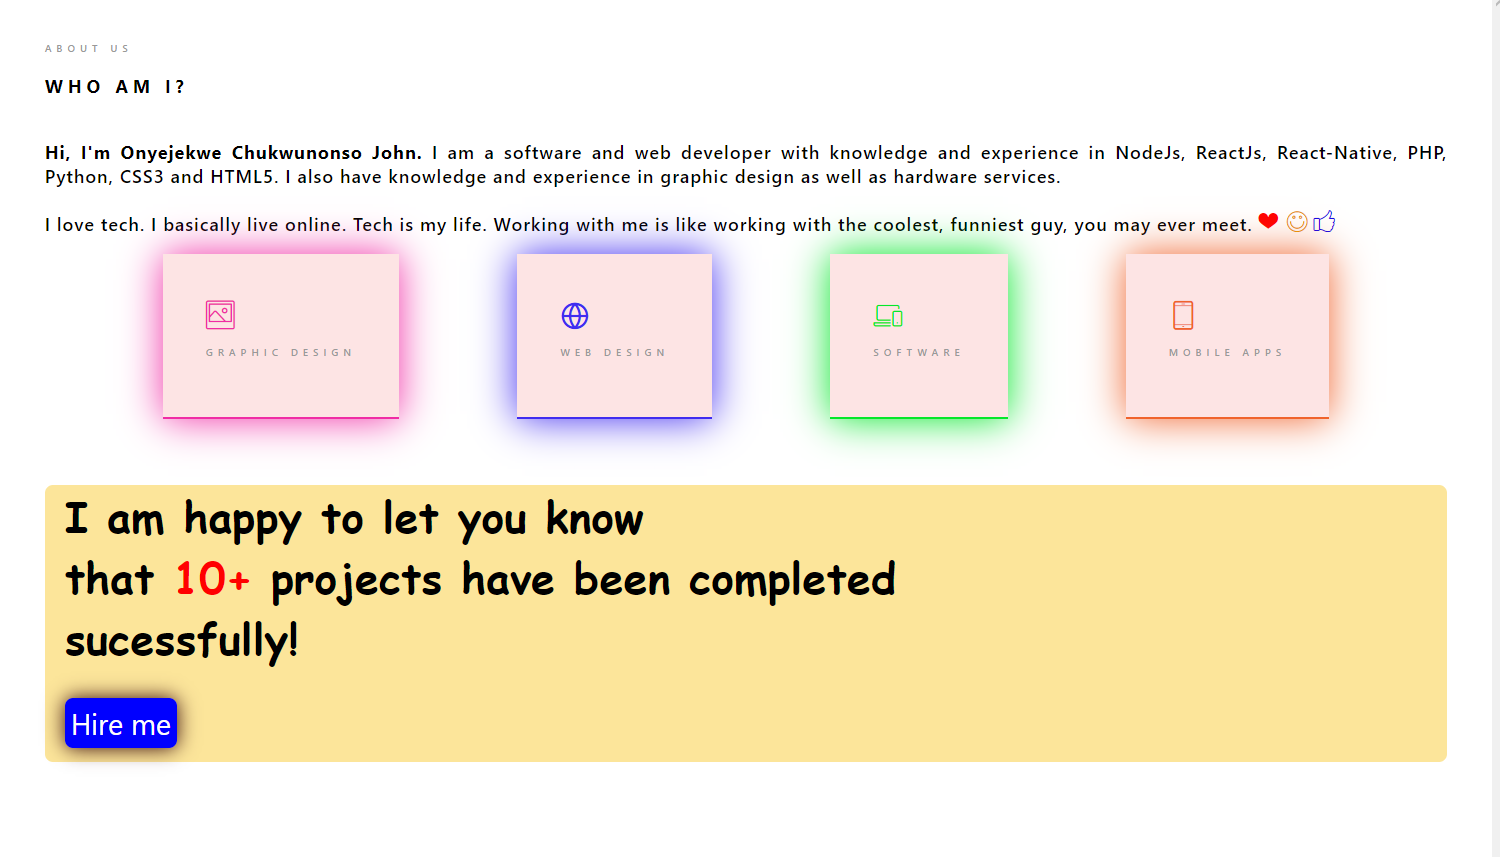 ABOUT US
WHO AM I?
Hi, I'm Onyejekwe Chukwunonso John. I am a software and web developer with knowledge and experience in NodeJs, ReactJs, React-Native, PHP,
Python, CSS3 and HTML5. I also have knowledge and experience in graphic design as well as hardware services.
I love tech. I basically live online. Tech is my life. Working with me is like working with the coolest, funniest guy, you may ever meet.
GRAPHIC DESIGN
WEB DESIGN
SOFTWARE
MOBILE APPS
I am happy to let you know
that 10+ projects have been completed
sucessfully!
Hire me